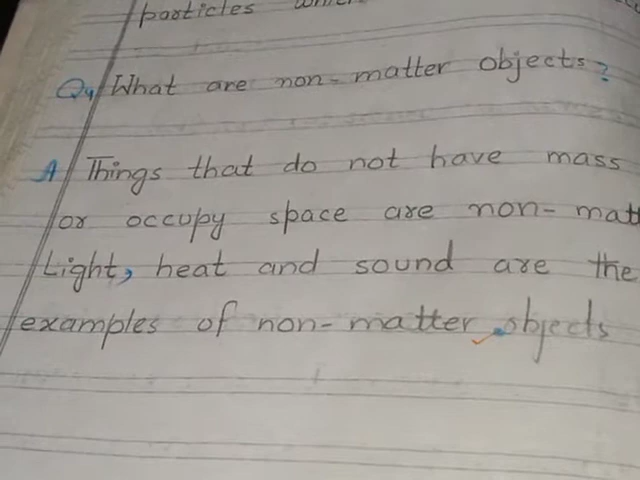 particles
Q4 What are non-matter objects?
A Things that do not have mass
or occupy space are non-matt
Light, heat and sound are the
examples of non-matter objects